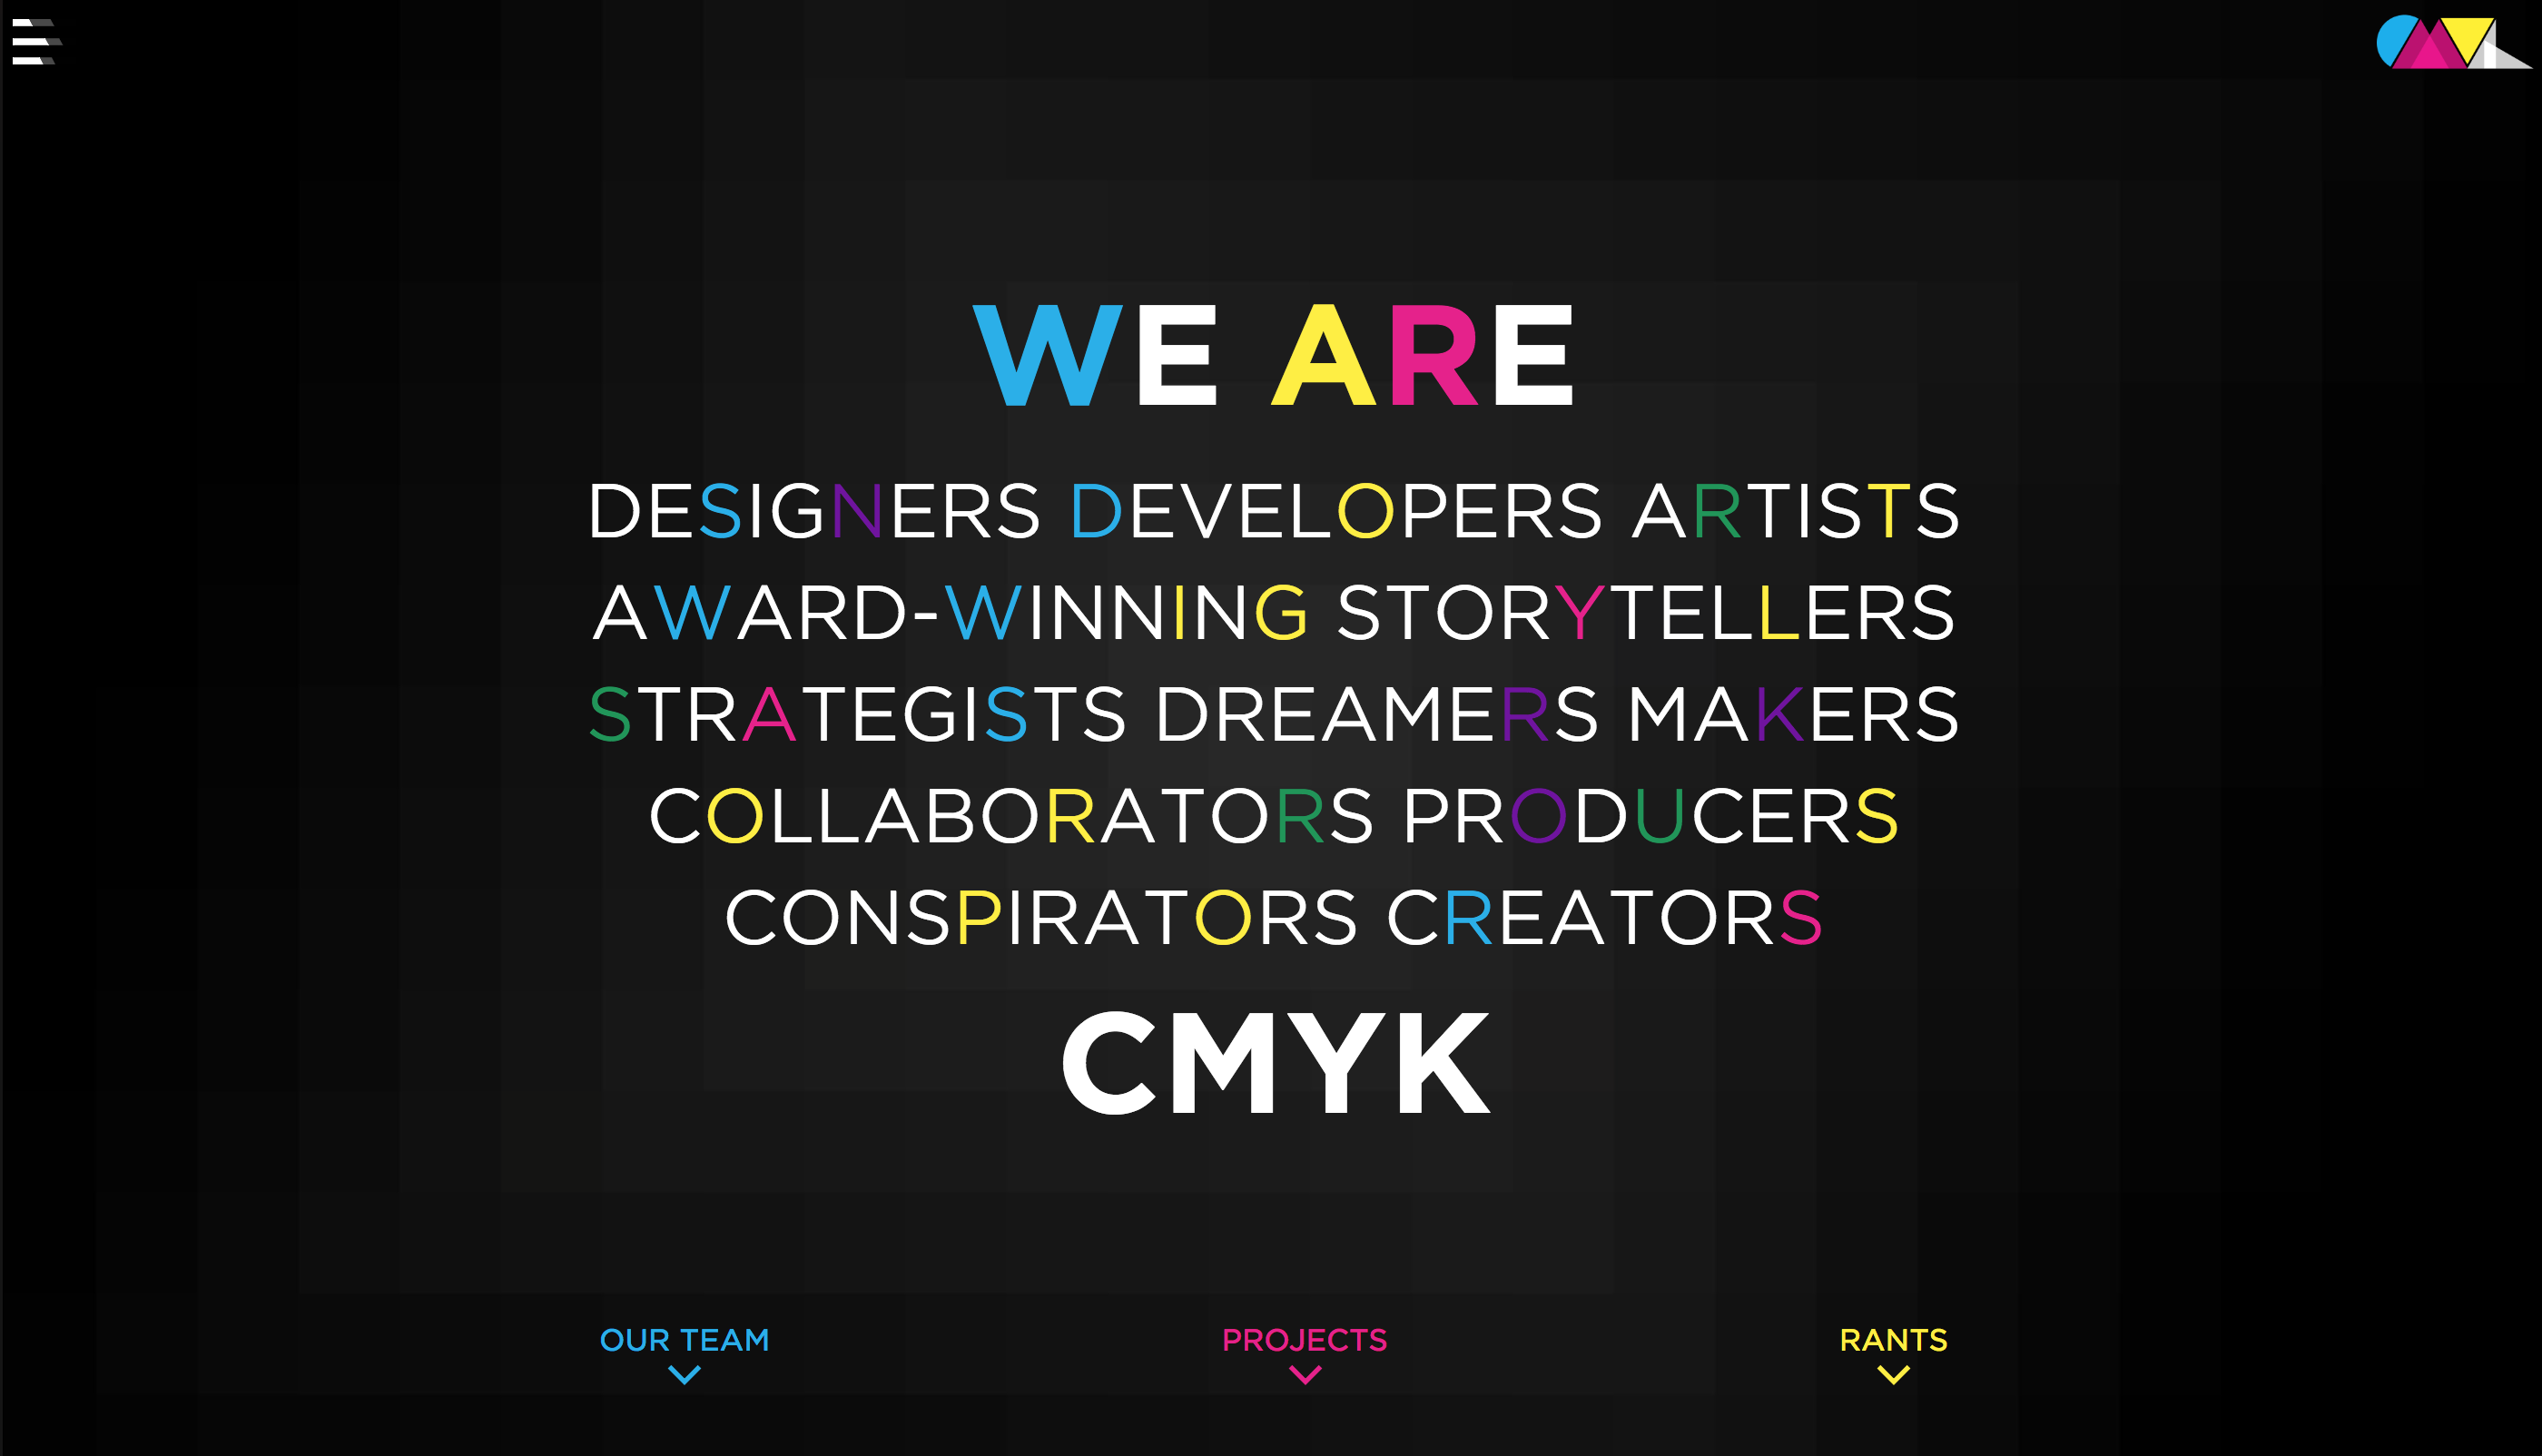 WE ARE
DESIGNERS DEVELOPERS ARTISTS
AWARD-WINNING STORYTELLERS
STRATEGISTS DREAMERS MAKERS
COLLABORATORS PRODUCERS
CONSPIRATORS CREATORS
CMYK
OUR TEAM
PROJECTS
RANTS